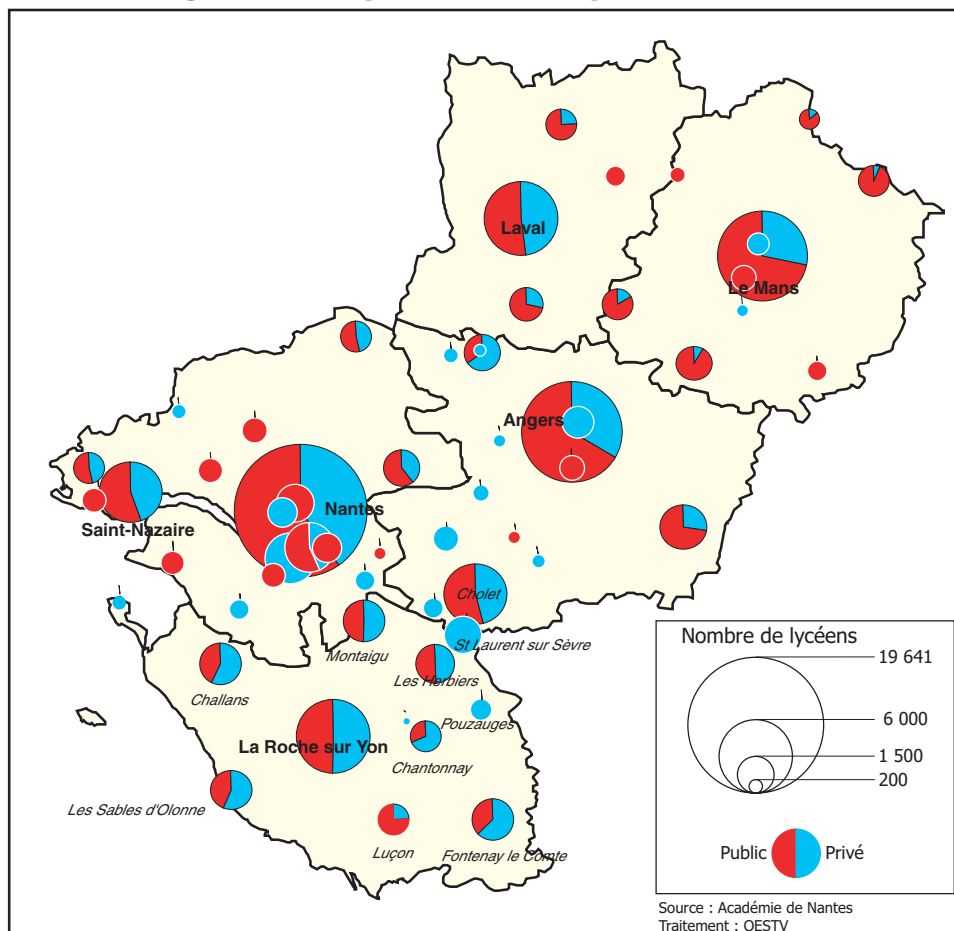 Laval
Le Mans
Angers
Nantes
Saint-Nazaire
Cholet
St Laurent sur Sèvre
Montaigu
Les Herbiers
Challans
Pouzauges
La Roche sur Yon
Chantonnay
Les Sables d'Olonne
Luçon
Fontenay le Comte
Nombre de lycéens
19 641
6 000
1 500
200
Public
Privé
Source : Académie de Nantes
Traitement : OESTV